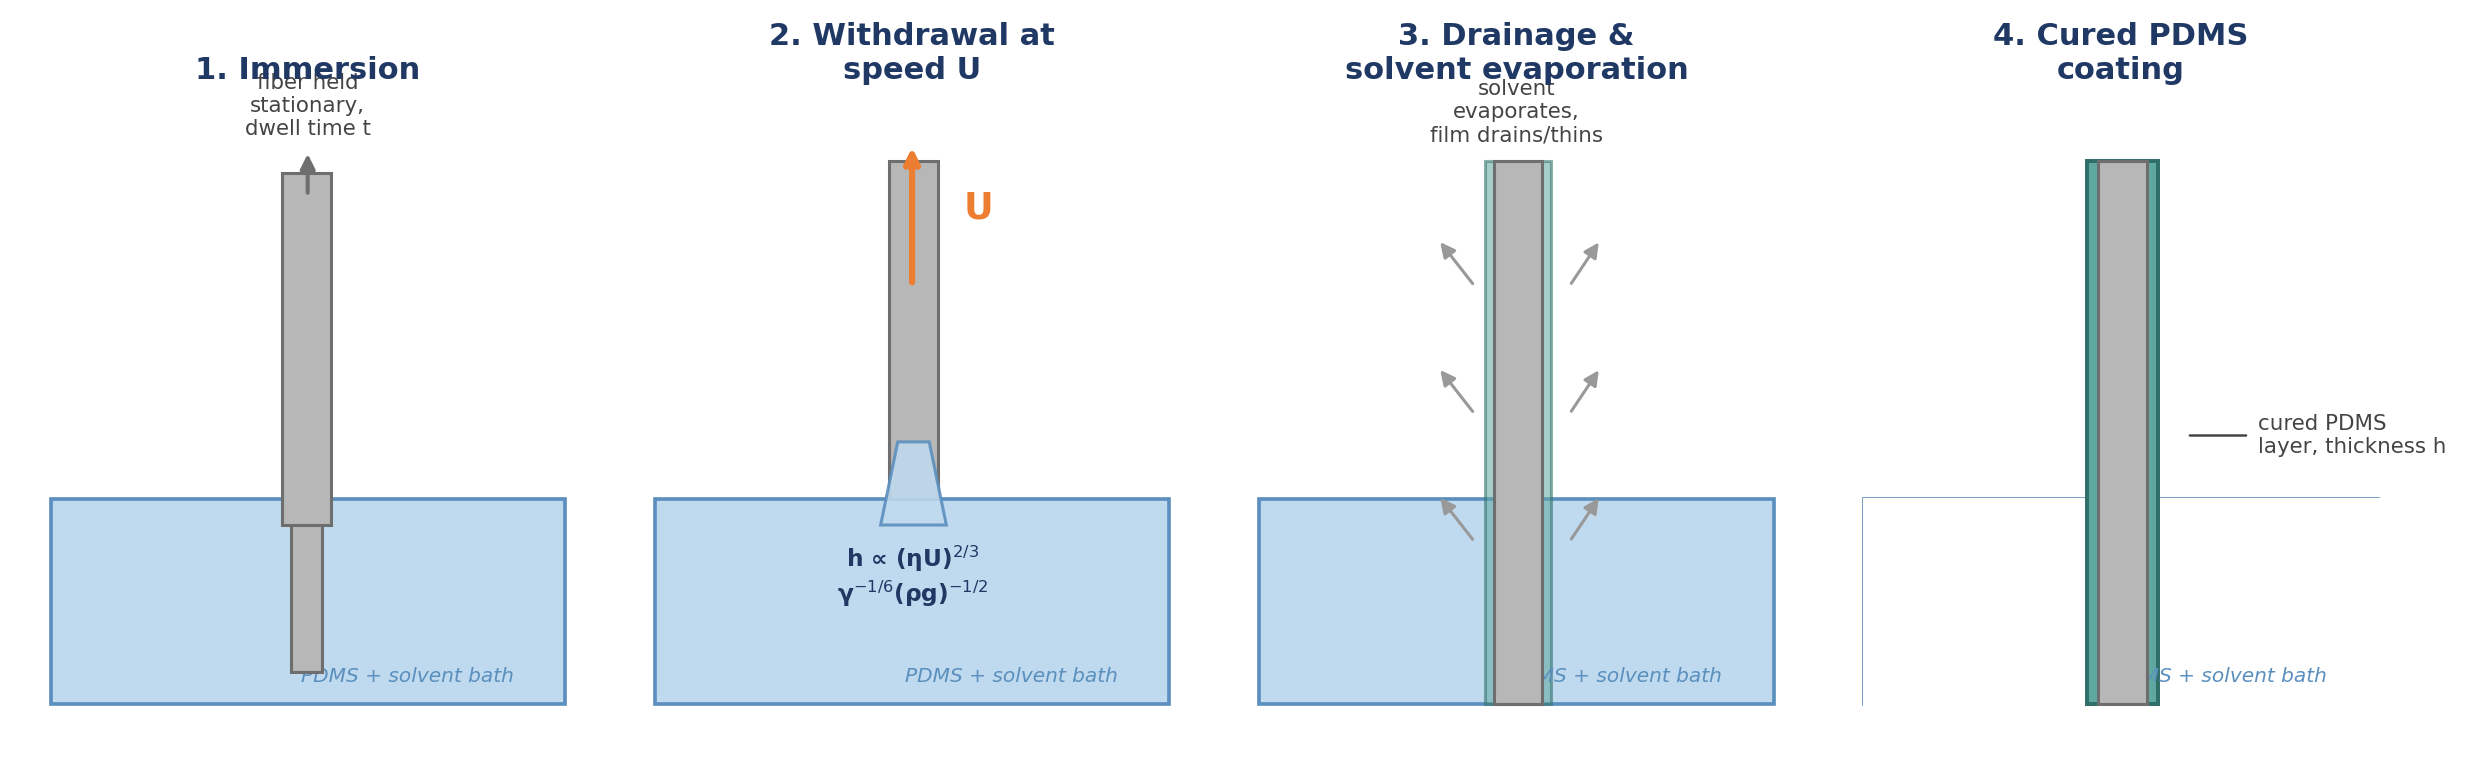 1. Immersion
fiber held
stationary,
dwell time t
PDMS + solvent bath
2. Withdrawal at
speed U
U
h ∝ (ηU)^{2/3}
γ^{−1/6}(ρg)^{−1/2}
PDMS + solvent bath
3. Drainage &
solvent evaporation
solvent
evaporates,
film drains/thins
+ solvent bath
4. Cured PDMS
coating
cured PDMS
layer, thickness h
+ solvent bath